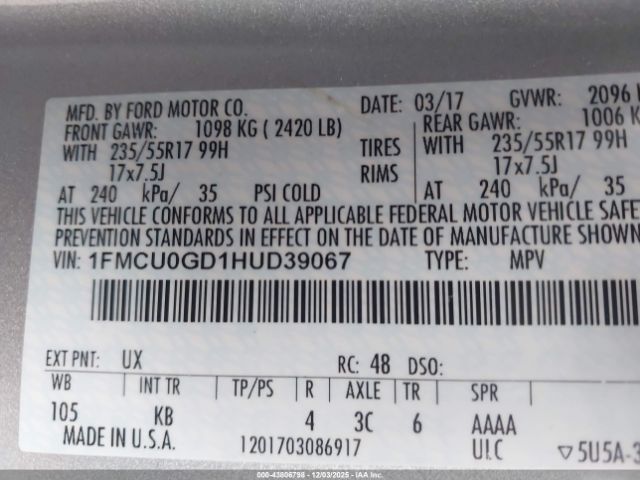 MFD. BY FORD MOTOR CO. DATE: 03/17 GVWR: 2096
FRONT GAWR: 1098 KG ( 2420 LB) REAR GAWR: 1006 K
WITH 235/55R17 99H TIRES WITH 235/55R17 99H
17x7.5J RIMS 17x7.5J
AT 240 kPa/ 35 PSI COLD AT 240 kPa/ 35
THIS VEHICLE CONFORMS TO ALL APPLICABLE FEDERAL MOTOR VEHICLE SAFE
PREVENTION STANDARDS IN EFFECT ON THE DATE OF MANUFACTURE SHOWN
VIN: 1FMCU0GD1HUD39067 TYPE: MPV
EXT PNT: UX RC: 48 DSO:
WB INT TR TP/PS R AXLE TR SPR
105 KB 4 3C 6 AAAA
MADE IN U.S.A. 1201703086917 UIC ▽5U5A-3
000-43806798 - 12/03/2025 - IAA Inc.